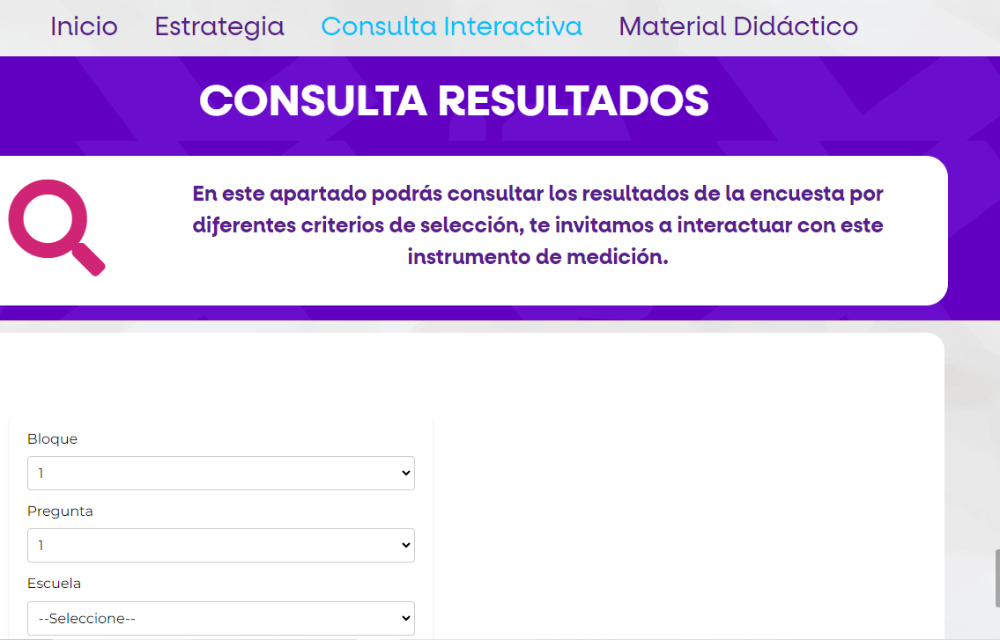 Inicio Estrategia Consulta Interactiva Material Didáctico
CONSULTA RESULTADOS
En este apartado podrás consultar los resultados de la encuesta por
diferentes criterios de selección, te invitamos a interactuar con este
instrumento de medición.
Bloque
1
Pregunta
1
Escuela
--Seleccione--